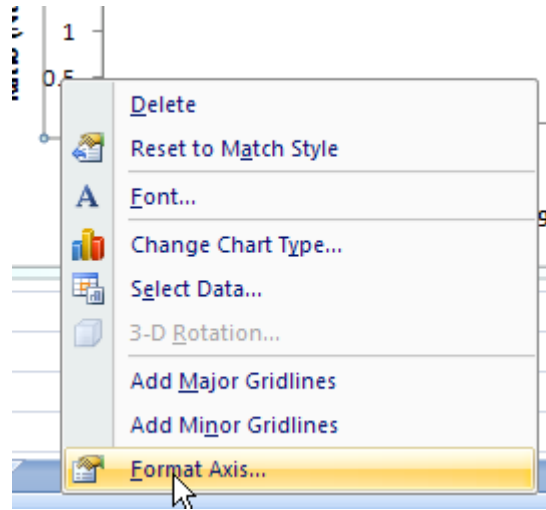 1
0.5
Delete
Reset to Match Style
A Font...
Change Chart Type...
Select Data...
3-D Rotation...
Add Major Gridlines
Add Minor Gridlines
Format Axis...
9